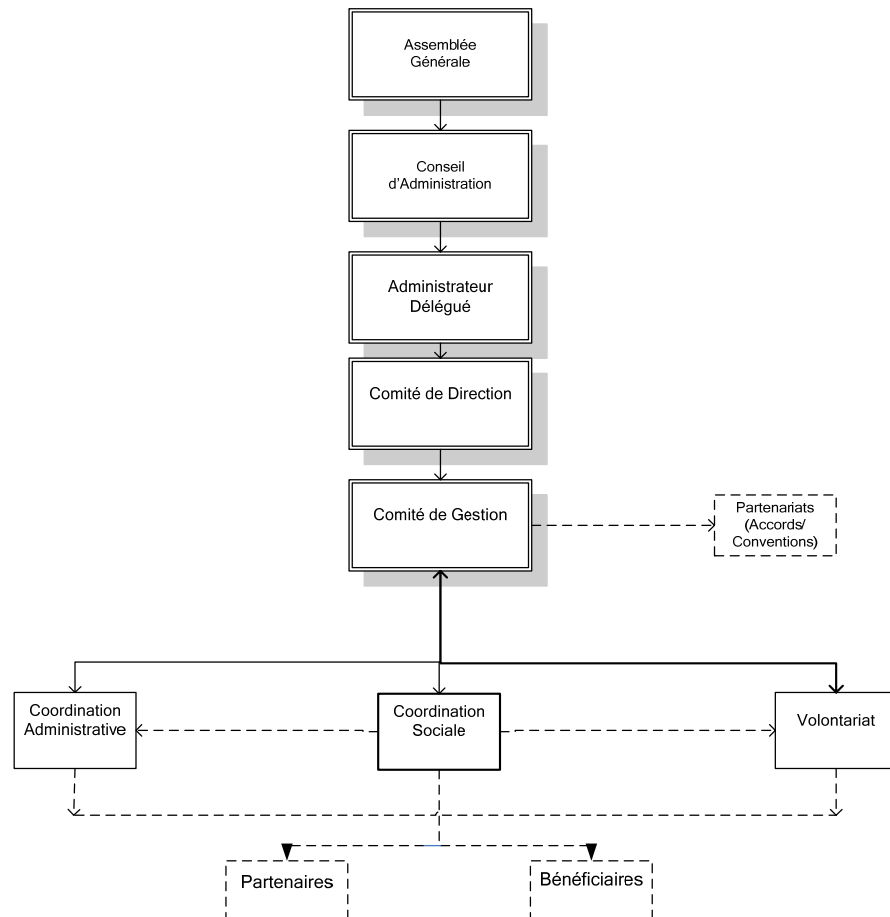 Assemblée
Générale
Conseil
d'Administration
Administrateur
Délégué
Comité de Direction
Comité de Gestion
Partenariats
(Accords/
Conventions)
Coordination
Administrative
Coordination
Sociale
Volontariat
Partenaires
Bénéficiaires